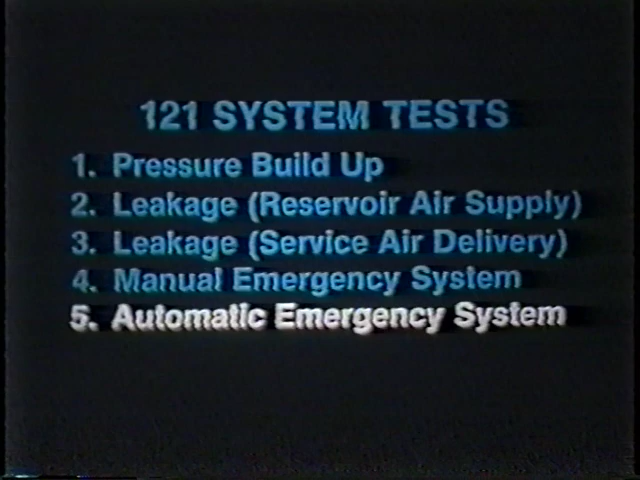 121 SYSTEM TESTS
1. Pressure Build Up
2. Leakage (Reservoir Air Supply)
3. Leakage (Service Air Delivery)
4. Manual Emergency System
5. Automatic Emergency System